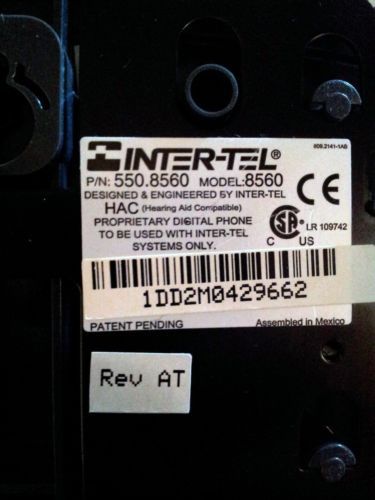 INTER-TEL®
809.2141-1AB
P/N: 550.8560 MODEL: 8560
DESIGNED & ENGINEERED BY INTER-TEL
HAC (Hearing Aid Compatible)
PROPRIETARY DIGITAL PHONE
TO BE USED WITH INTER-TEL
SYSTEMS ONLY.
CE
SA ® LR 109742
C US
1DD2M0429662
PATENT PENDING Assembled in Mexico
Rev AT